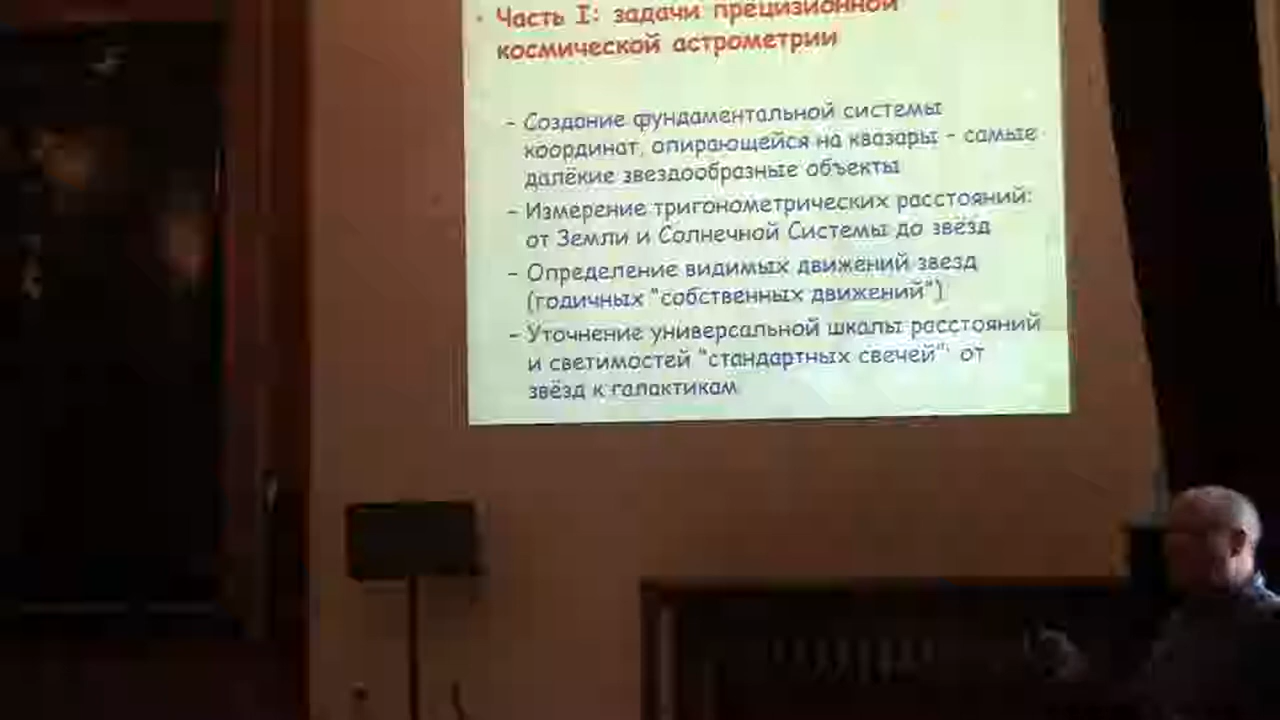 · Часть I: задачи прецизионной
космической астрометрии
– Создание фундаментальной системы
координат, опирающейся на квазары – самые
далёкие звездообразные объекты
– Измерение тригонометрических расстояний:
от Земли и Солнечной Системы до звёзд
– Определение видимых движений звезд
(годичных "собственных движений")
– Уточнение универсальной шкалы расстояний
и светимостей "стандартных свечей": от
звёзд к галактикам